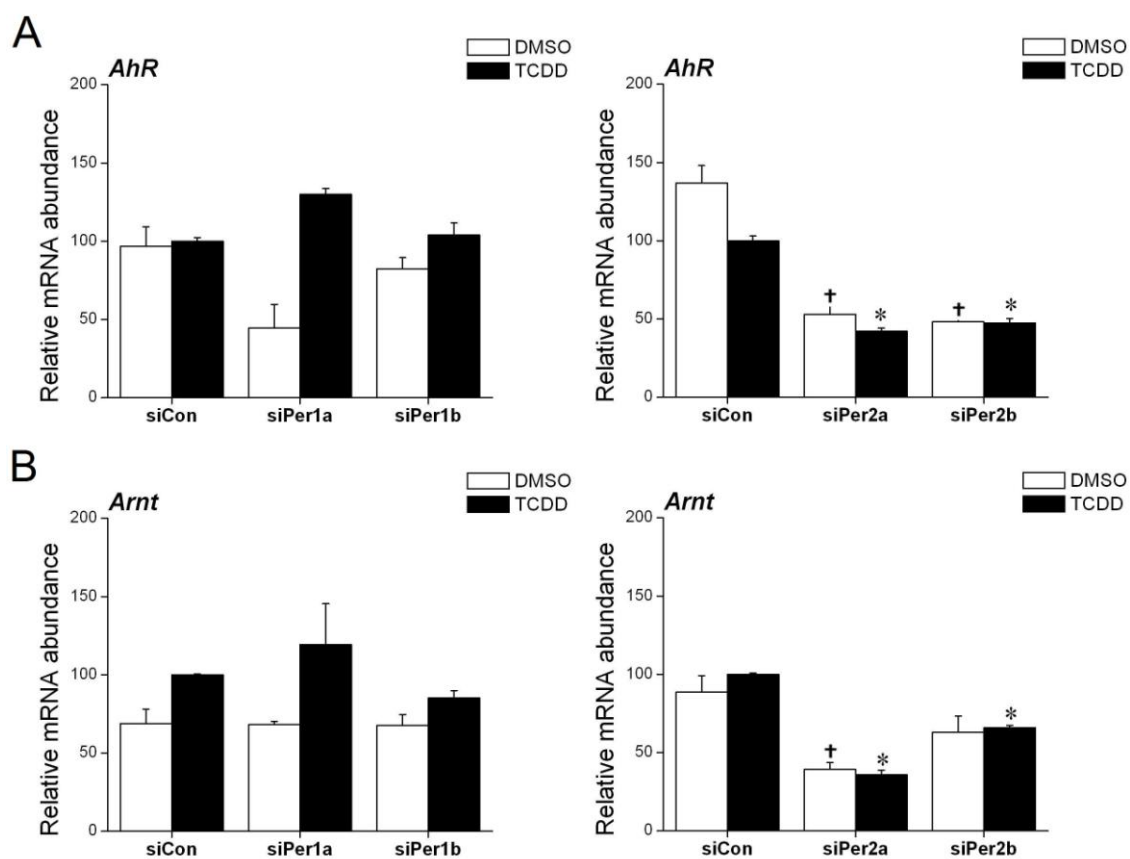 A
AhR
DMSO
TCDD
Relative mRNA abundance
200
150
100
50
0
siCon
siPer1a
siPer1b
AhR
DMSO
TCDD
Relative mRNA abundance
200
150
100
50
0
†
*
†
*
siCon
siPer2a
siPer2b
B
Arnt
DMSO
TCDD
Relative mRNA abundance
200
150
100
50
0
siCon
siPer1a
siPer1b
Arnt
DMSO
TCDD
Relative mRNA abundance
200
150
100
50
0
†
*
*
siCon
siPer2a
siPer2b